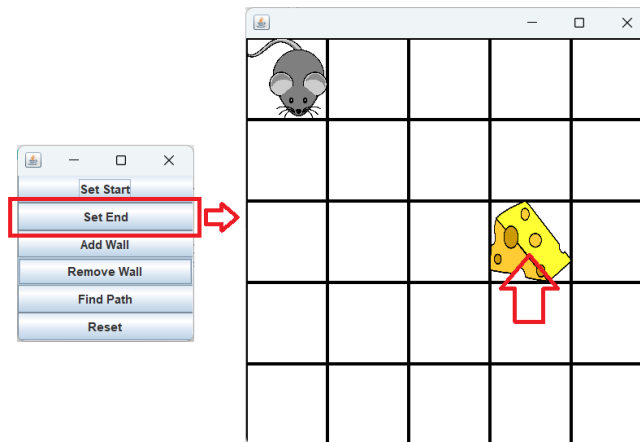 Set Start
Set End
Add Wall
Remove Wall
Find Path
Reset